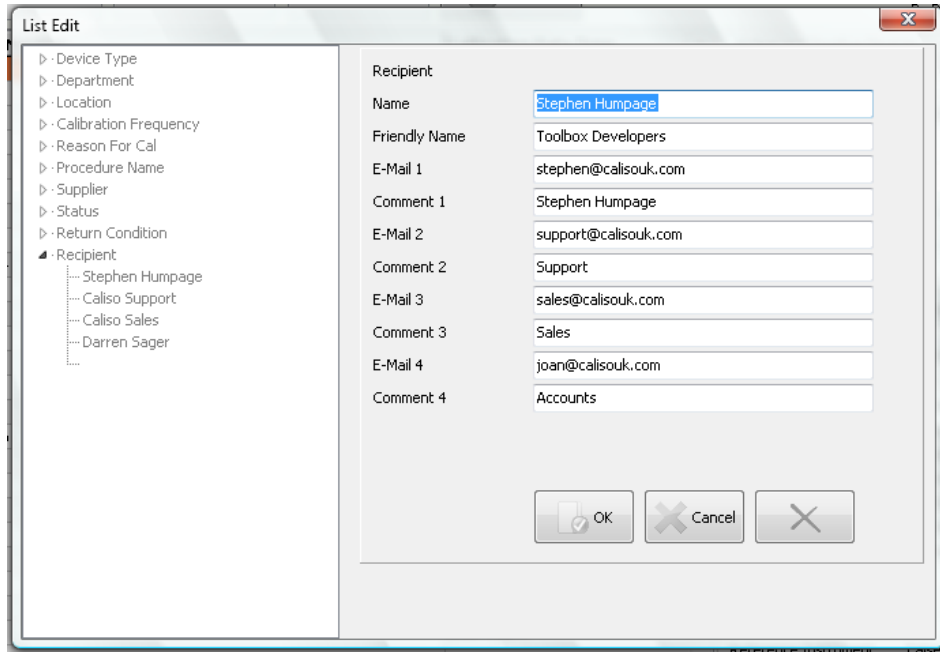 List Edit
Device Type
Department
Location
Calibration Frequency
Reason For Cal
Procedure Name
Supplier
Status
Return Condition
Recipient
Stephen Humpage
Caliso Support
Caliso Sales
Darren Sager
Recipient
Name Stephen Humpage
Friendly Name Toolbox Developers
E-Mail 1 stephen@calisouk.com
Comment 1 Stephen Humpage
E-Mail 2 support@calisouk.com
Comment 2 Support
E-Mail 3 sales@calisouk.com
Comment 3 Sales
E-Mail 4 joan@calisouk.com
Comment 4 Accounts
OK Cancel